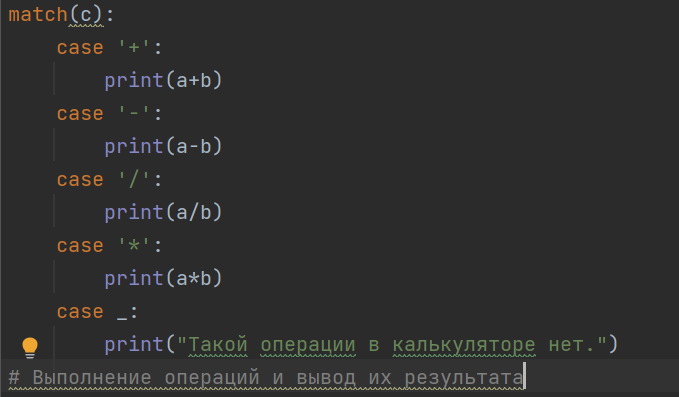 match(c):
    case '+':
        print(a+b)
    case '-':
        print(a-b)
    case '/':
        print(a/b)
    case '*':
        print(a*b)
    case _:
        print("Такой операции в калькуляторе нет.")
# Выполнение операций и вывод их результата